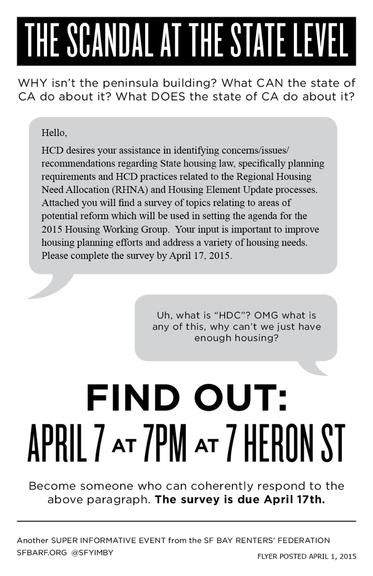 THE SCANDAL AT THE STATE LEVEL
WHY isn't the peninsula building? What CAN the state of
CA do about it? What DOES the state of CA do about it?
Hello,
HCD desires your assistance in identifying concerns/issues/
recommendations regarding State housing law, specifically planning
requirements and HCD practices related to the Regional Housing
Need Allocation (RHNA) and Housing Element Update processes.
Attached you will find a survey of topics relating to areas of
potential reform which will be used in setting the agenda for the
2015 Housing Working Group.  Your input is important to improve
housing planning efforts and address a variety of housing needs.
Please complete the survey by April 17, 2015.
Uh, what is "HDC"? OMG what is
any of this, why can't we just have
enough housing?
FIND OUT:
APRIL 7 AT 7PM AT 7 HERON ST
Become someone who can coherently respond to the
above paragraph. The survey is due April 17th.
Another SUPER INFORMATIVE EVENT from the SF BAY RENTERS' FEDERATION
SFBARF.ORG @SFYIMBY
FLYER POSTED APRIL 1, 2015